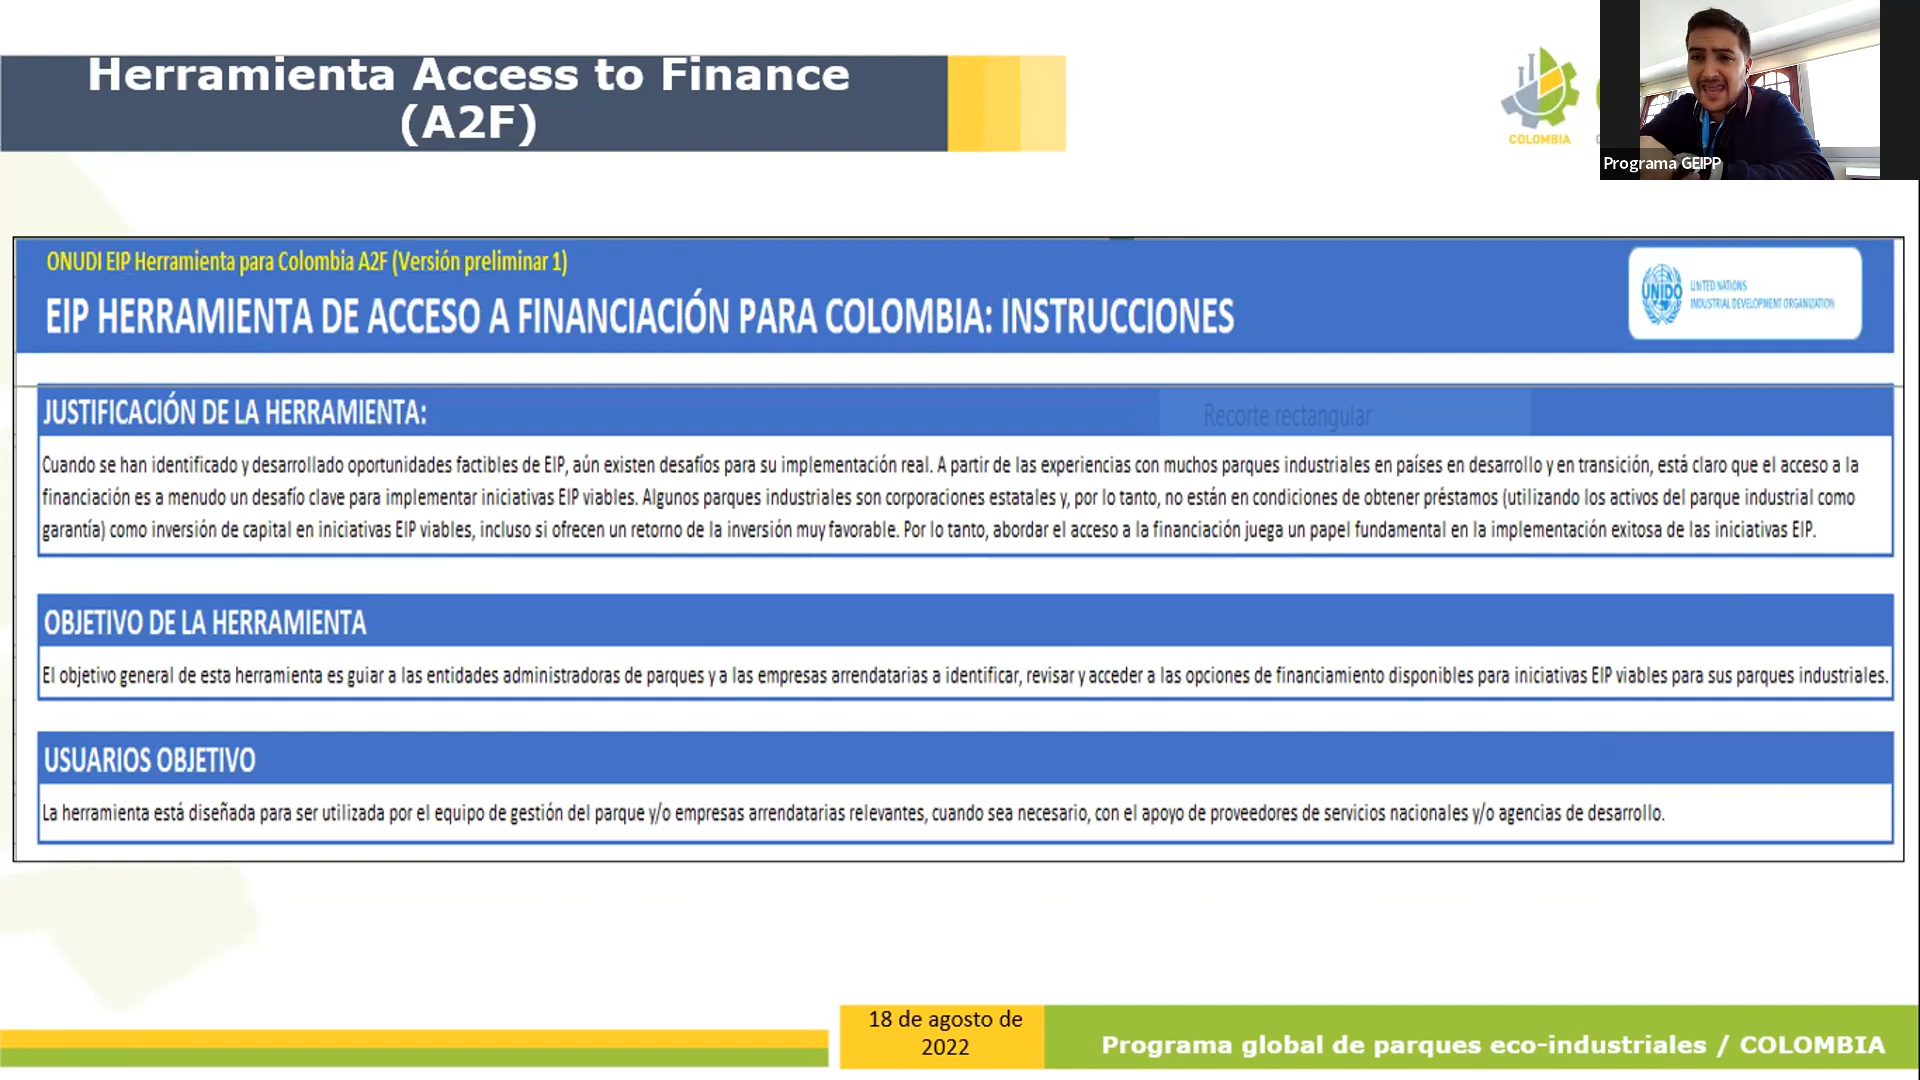 Herramienta Access to Finance
(A2F)
COLOMBIA
Programa GEIPP
ONUDI EIP Herramienta para Colombia A2F (Versión preliminar 1)
EIP HERRAMIENTA DE ACCESO A FINANCIACIÓN PARA COLOMBIA: INSTRUCCIONES
UNIDO
UNITED NATIONS
INDUSTRIAL DEVELOPMENT ORGANIZATION
JUSTIFICACIÓN DE LA HERRAMIENTA:
Recorte rectangular
Cuando se han identificado y desarrollado oportunidades factibles de EIP, aún existen desafíos para su implementación real. A partir de las experiencias con muchos parques industriales en países en desarrollo y en transición, está claro que el acceso a la
financiación es a menudo un desafío clave para implementar iniciativas EIP viables. Algunos parques industriales son corporaciones estatales y, por lo tanto, no están en condiciones de obtener préstamos (utilizando los activos del parque industrial como
garantía) como inversión de capital en iniciativas EIP viables, incluso si ofrecen un retorno de la inversión muy favorable. Por lo tanto, abordar el acceso a la financiación juega un papel fundamental en la implementación exitosa de las iniciativas EIP.
OBJETIVO DE LA HERRAMIENTA
El objetivo general de esta herramienta es guiar a las entidades administradoras de parques y a las empresas arrendatarias a identificar, revisar y acceder a las opciones de financiamiento disponibles para iniciativas EIP viables para sus parques industriales.
USUARIOS OBJETIVO
La herramienta está diseñada para ser utilizada por el equipo de gestión del parque y/o empresas arrendatarias relevantes, cuando sea necesario, con el apoyo de proveedores de servicios nacionales y/o agencias de desarrollo.
18 de agosto de
2022
Programa global de parques eco-industriales / COLOMBIA